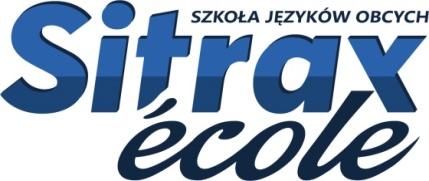 SZKOŁA JĘZYKÓW OBCYCH
Sitrax
école